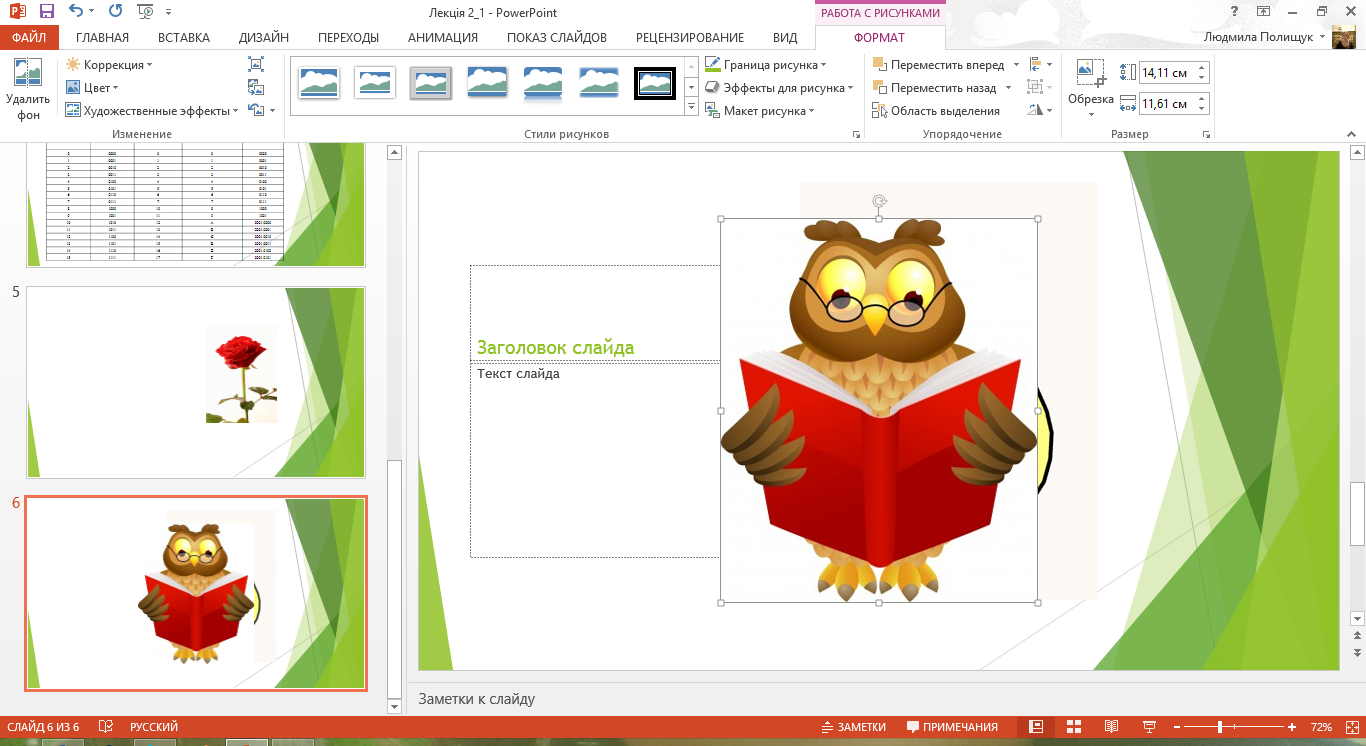 Лекція 2_1 - PowerPoint
РАБОТА С РИСУНКАМИ
?
ФАЙЛ ГЛАВНАЯ ВСТАВКА ДИЗАЙН ПЕРЕХОДЫ АНИМАЦИЯ ПОКАЗ СЛАЙДОВ РЕЦЕНЗИРОВАНИЕ ВИД ФОРМАТ Людмила Полищук
Удалить фон
Коррекция
Цвет
Художественные эффекты
Изменение
Стили рисунков
Граница рисунка
Эффекты для рисунка
Макет рисунка
Переместить вперед
Переместить назад
Область выделения
Упорядочение
Обрезка
14,11 см
11,61 см
Размер
5
6
Заголовок слайда
Текст слайда
Заметки к слайду
СЛАЙД 6 ИЗ 6 РУССКИЙ ЗАМЕТКИ ПРИМЕЧАНИЯ 72%